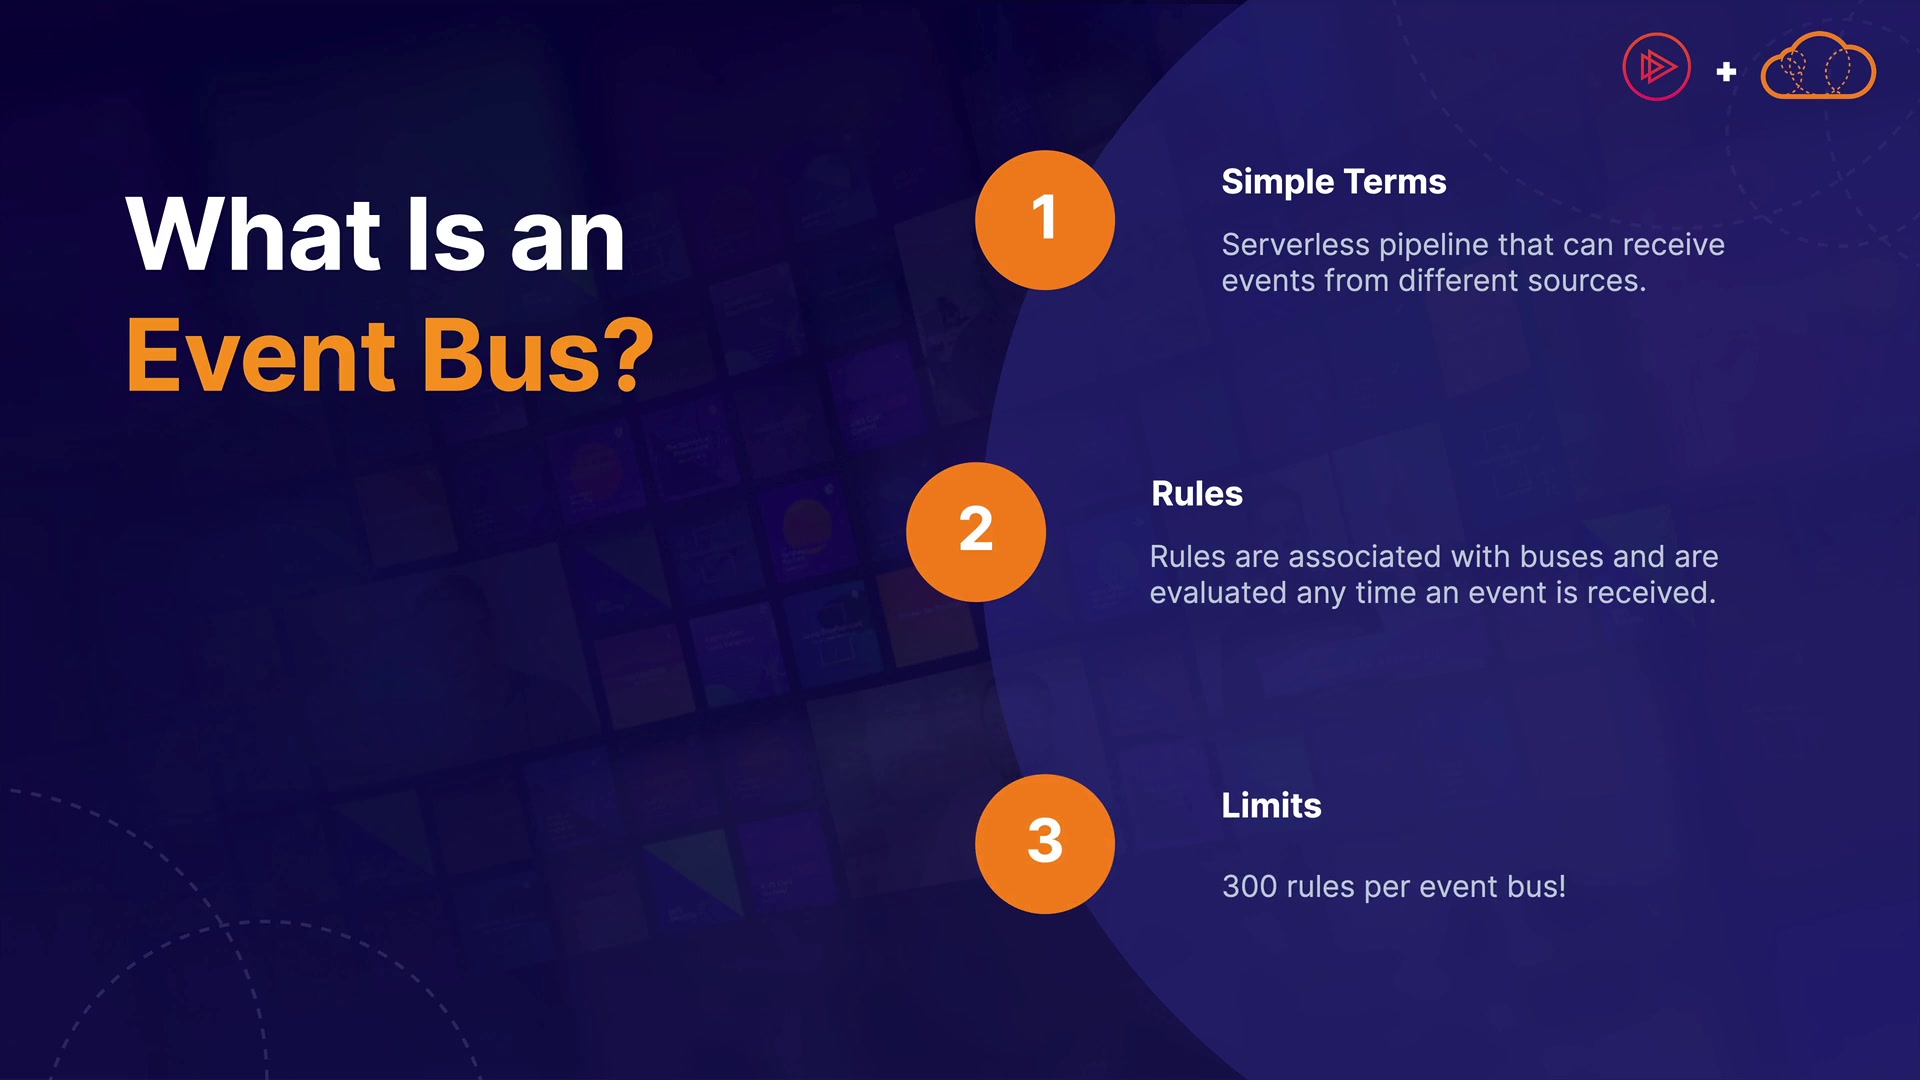 What Is an
Event Bus?
1
Simple Terms
Serverless pipeline that can receive
events from different sources.
2
Rules
Rules are associated with buses and are
evaluated any time an event is received.
3
Limits
300 rules per event bus!